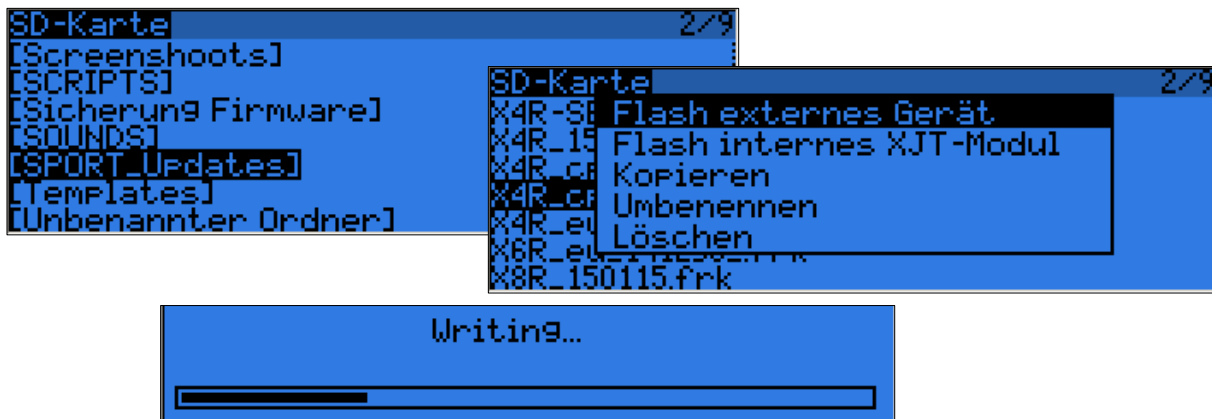 SD-Karte 2/9
[Screenshoots]
[SCRIPTS]
[Sicherung Firmware]
[SOUNDS]
[SPORT_Updates]
[Templates]
[Unbenannter Ordner]
SD-Karte 2/9
Flash externes Gerät
Flash internes XJT-Modul
Kopieren
Umbenennen
Löschen
X8R_150115.frk
Writing...